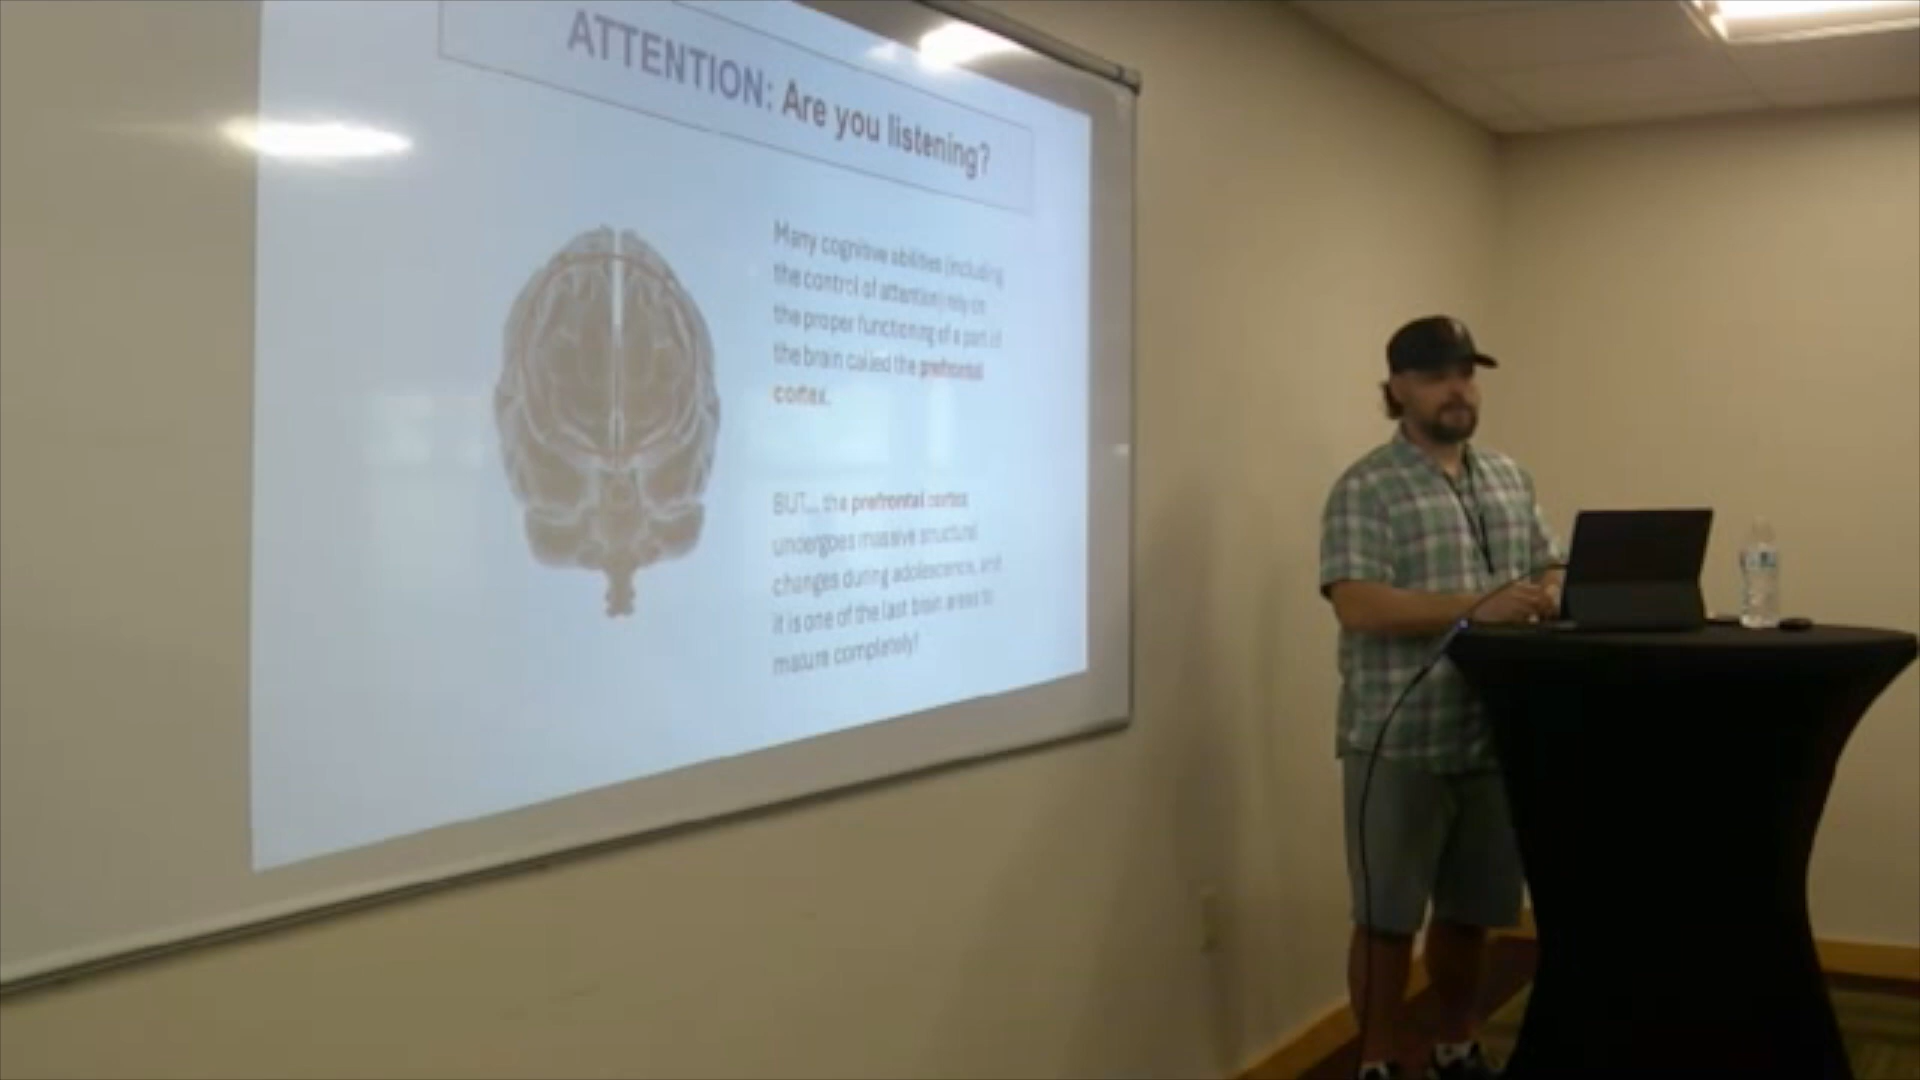 ATTENTION: Are you listening?
Many cognitive abilities (including
the control of attention) rely on
the proper functioning of a part of
the brain called the prefrontal
cortex.
BUT... the prefrontal cortex
undergoes massive structural
changes during adolescence, and
it is one of the last brain areas to
mature completely!